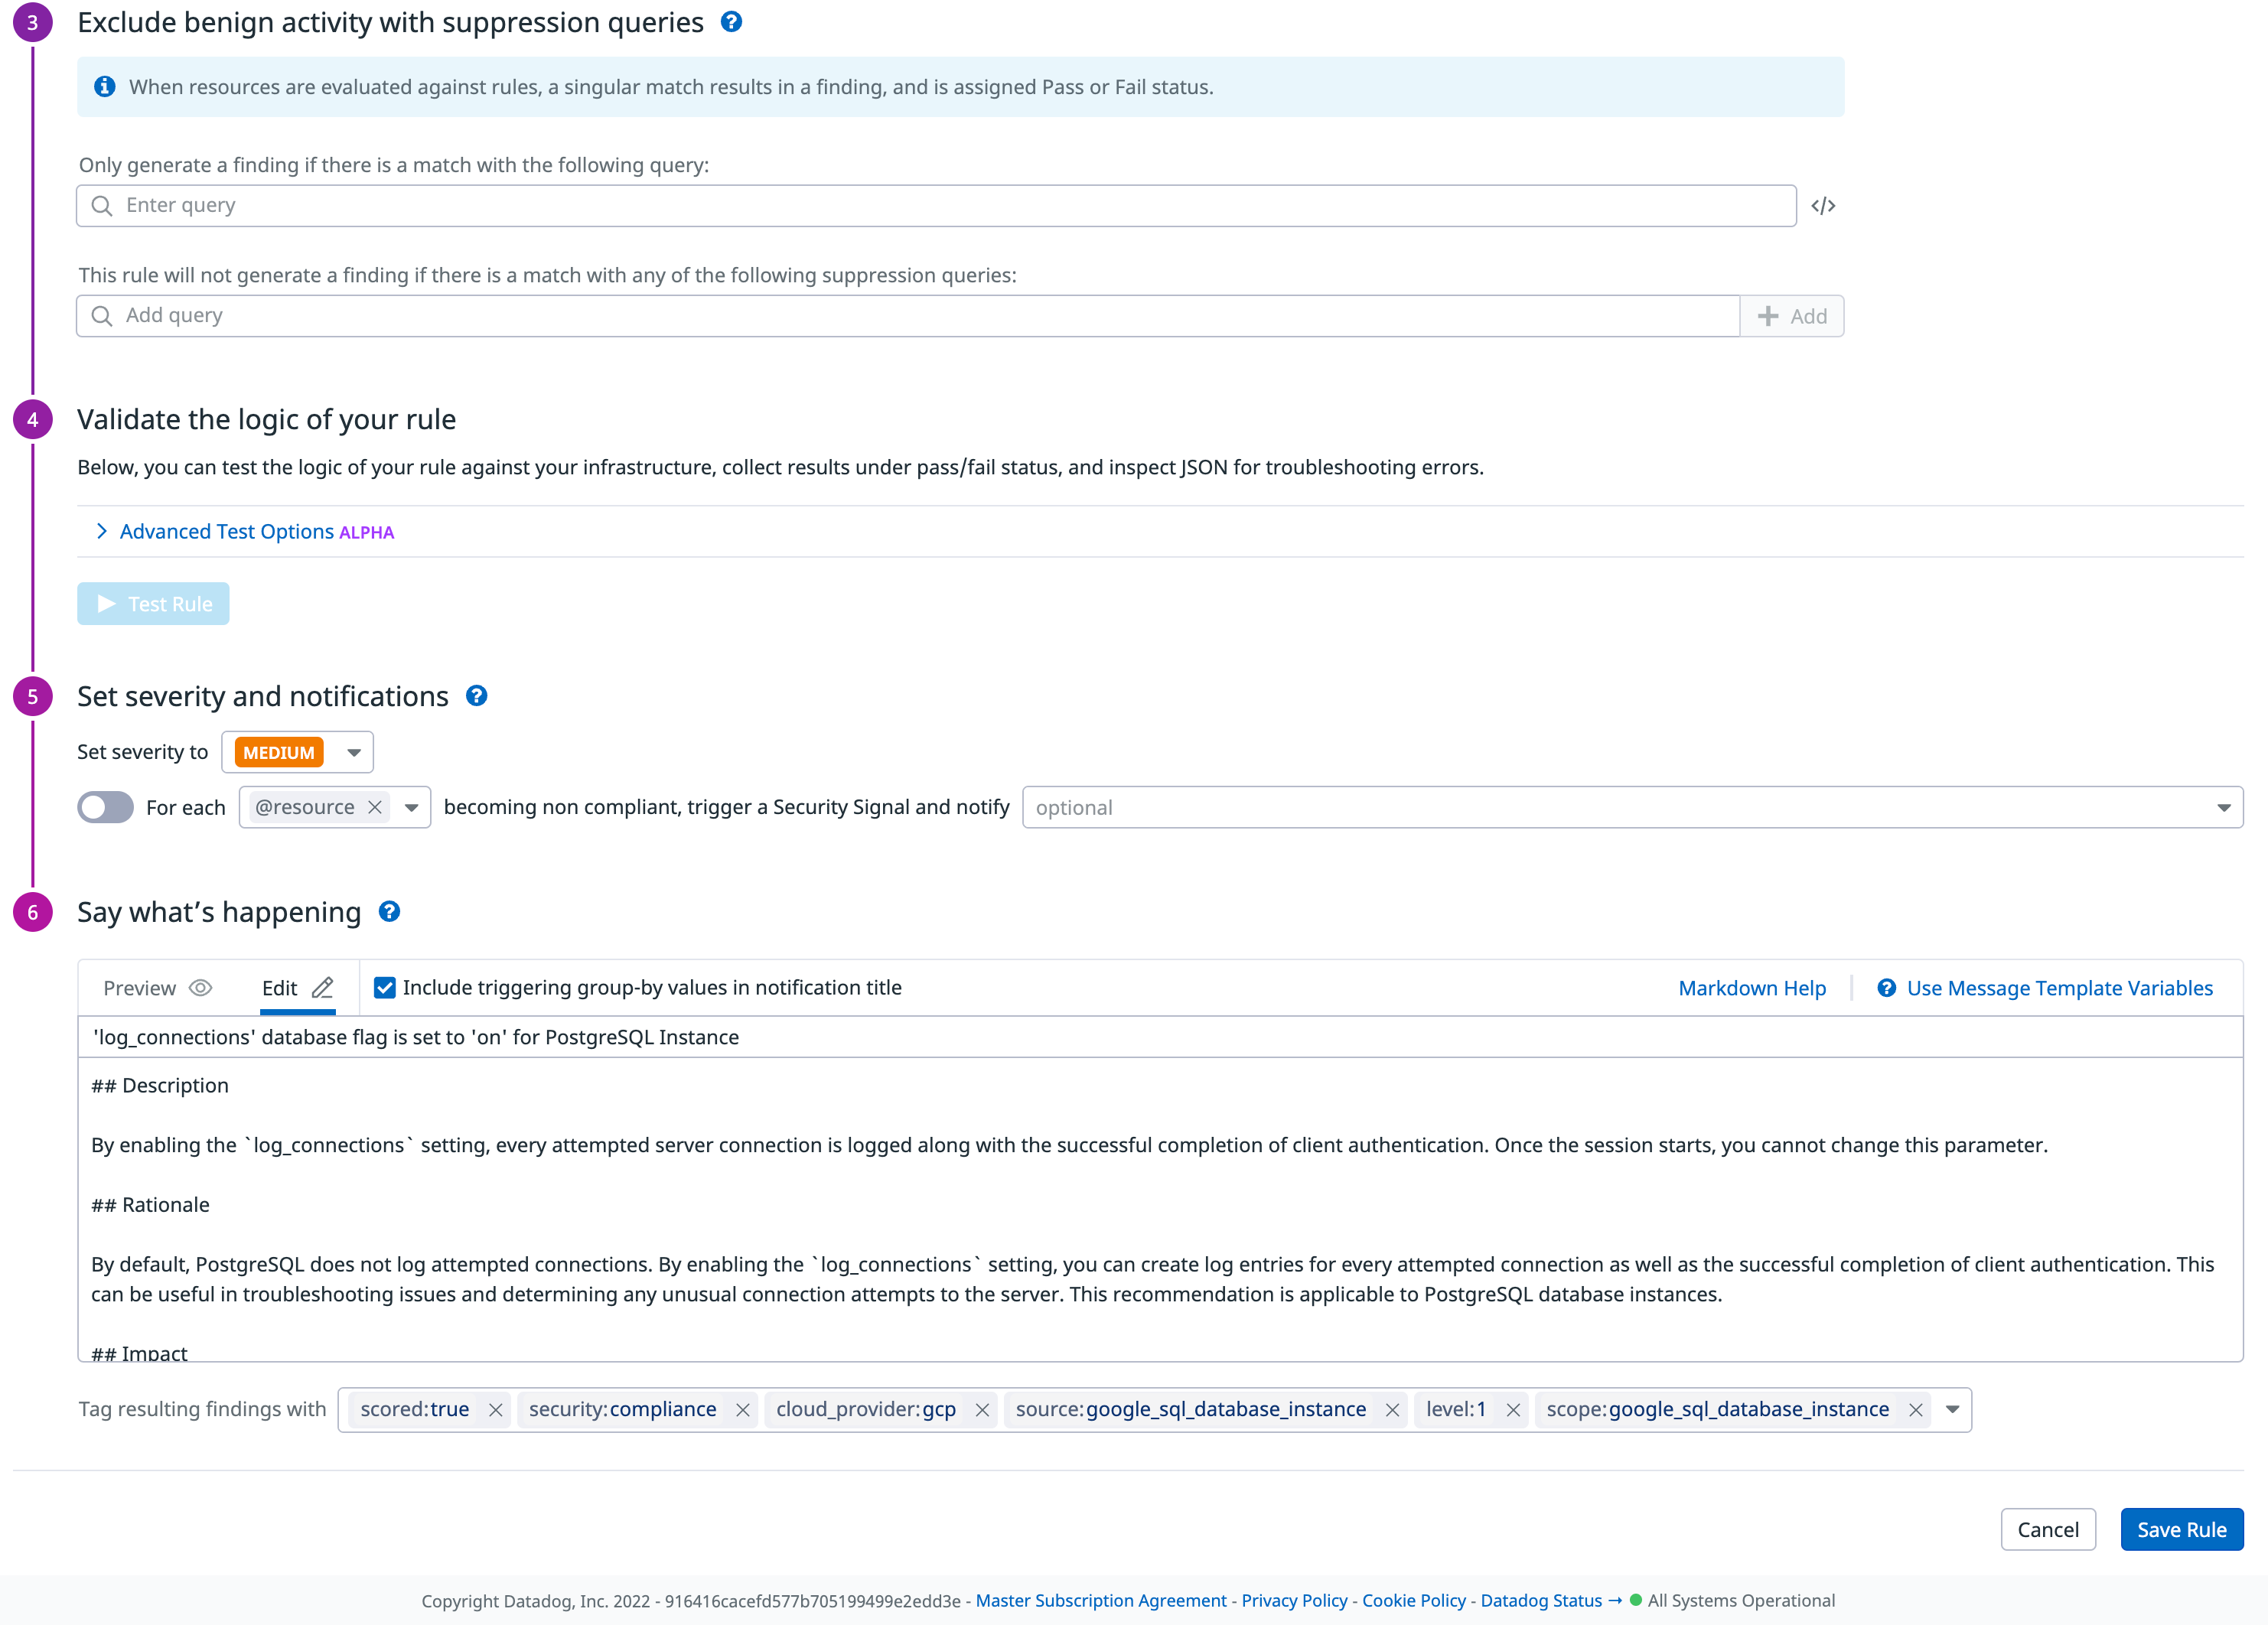 3
Exclude benign activity with suppression queries ?
When resources are evaluated against rules, a singular match results in a finding, and is assigned Pass or Fail status.
Only generate a finding if there is a match with the following query:
Enter query </>
This rule will not generate a finding if there is a match with any of the following suppression queries:
Add query + Add
4
Validate the logic of your rule
Below, you can test the logic of your rule against your infrastructure, collect results under pass/fail status, and inspect JSON for troubleshooting errors.
> Advanced Test Options ALPHA
Test Rule
5
Set severity and notifications ?
Set severity to MEDIUM
For each @resource × becoming non compliant, trigger a Security Signal and notify optional
6
Say what's happening ?
Preview Edit Include triggering group-by values in notification title Markdown Help ? Use Message Template Variables
'log_connections' database flag is set to 'on' for PostgreSQL Instance
## Description
By enabling the `log_connections` setting, every attempted server connection is logged along with the successful completion of client authentication. Once the session starts, you cannot change this parameter.
## Rationale
By default, PostgreSQL does not log attempted connections. By enabling the `log_connections` setting, you can create log entries for every attempted connection as well as the successful completion of client authentication. This
can be useful in troubleshooting issues and determining any unusual connection attempts to the server. This recommendation is applicable to PostgreSQL database instances.
## Impact
Tag resulting findings with scored:true × security:compliance × cloud_provider:gcp × source:google_sql_database_instance × level:1 × scope:google_sql_database_instance ×
Cancel Save Rule
Copyright Datadog, Inc. 2022 - 916416cacefd577b705199499e2edd3e - Master Subscription Agreement - Privacy Policy - Cookie Policy - Datadog Status → All Systems Operational